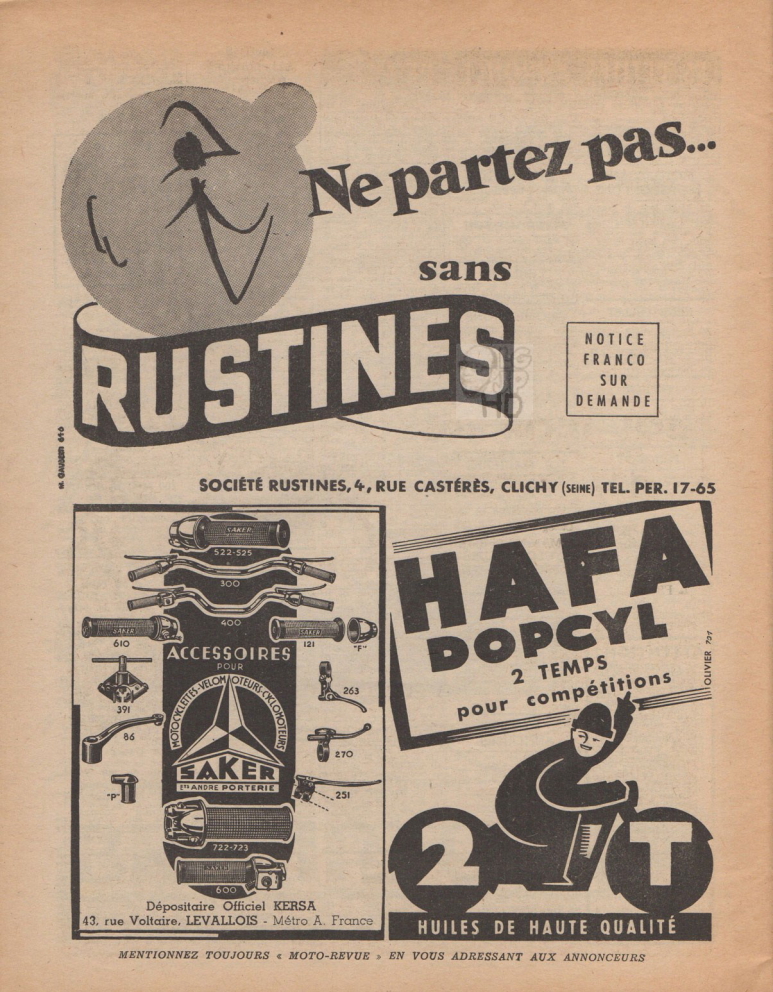 Ne partez pas...
sans
RUSTINES
NOTICE
FRANCO
SUR
DEMANDE
SOCIÉTÉ RUSTINES, 4, RUE CASTÉRÈS, CLICHY (SEINE) TEL. PER. 17-65
SAKER
522-525
300
400
SAKER
610
SAKER
121
"F"
ACCESSOIRES
POUR
MOTOCYCLETTES-VELOMOTEURS-CYCLOMOTEURS
391
263
86
270
SAKER
ETS ANDRE PORTERIE
"P"
251
722-723
SAKER
600
Dépositaire Officiel KERSA
43, rue Voltaire, LEVALLOIS - Métro A. France
HAFA
DOPCYL
2 TEMPS
pour compétitions
OLIVIER
2 T
HUILES DE HAUTE QUALITÉ
MENTIONNEZ TOUJOURS « MOTO-REVUE » EN VOUS ADRESSANT AUX ANNONCEURS